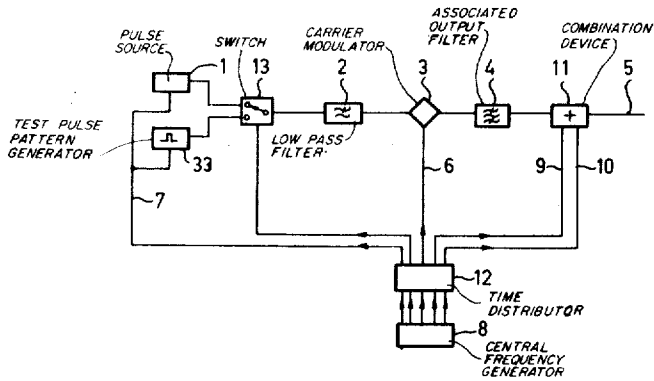 PULSE
SOURCE
1
SWITCH
13
2
CARRIER
MODULATOR
3
ASSOCIATED
OUTPUT
FILTER
4
COMBINATION
DEVICE
11
5
+
TEST PULSE
PATTERN
GENERATOR
33
LOW PASS
FILTER
7
6
9
10
12
TIME
DISTRIBUTOR
8
CENTRAL
FREQUENCY
GENERATOR